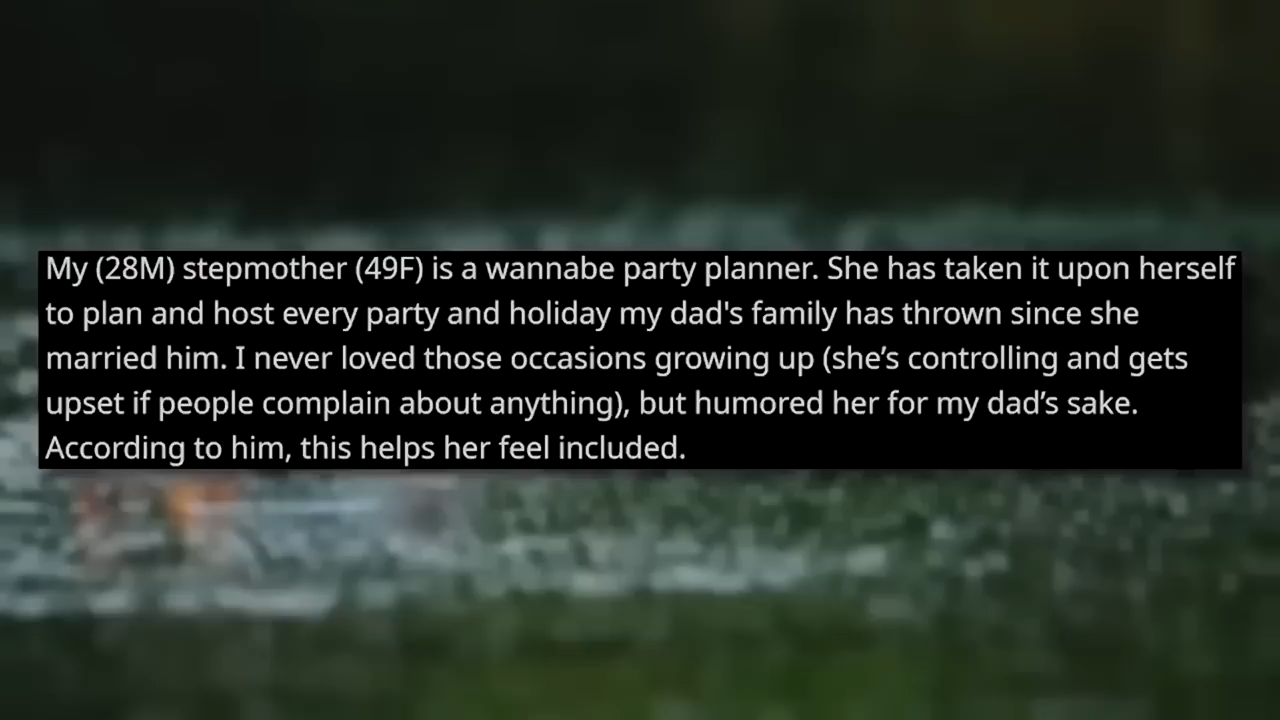 My (28M) stepmother (49F) is a wannabe party planner. She has taken it upon herself
to plan and host every party and holiday my dad's family has thrown since she
married him. I never loved those occasions growing up (she’s controlling and gets
upset if people complain about anything), but humored her for my dad’s sake.
According to him, this helps her feel included.